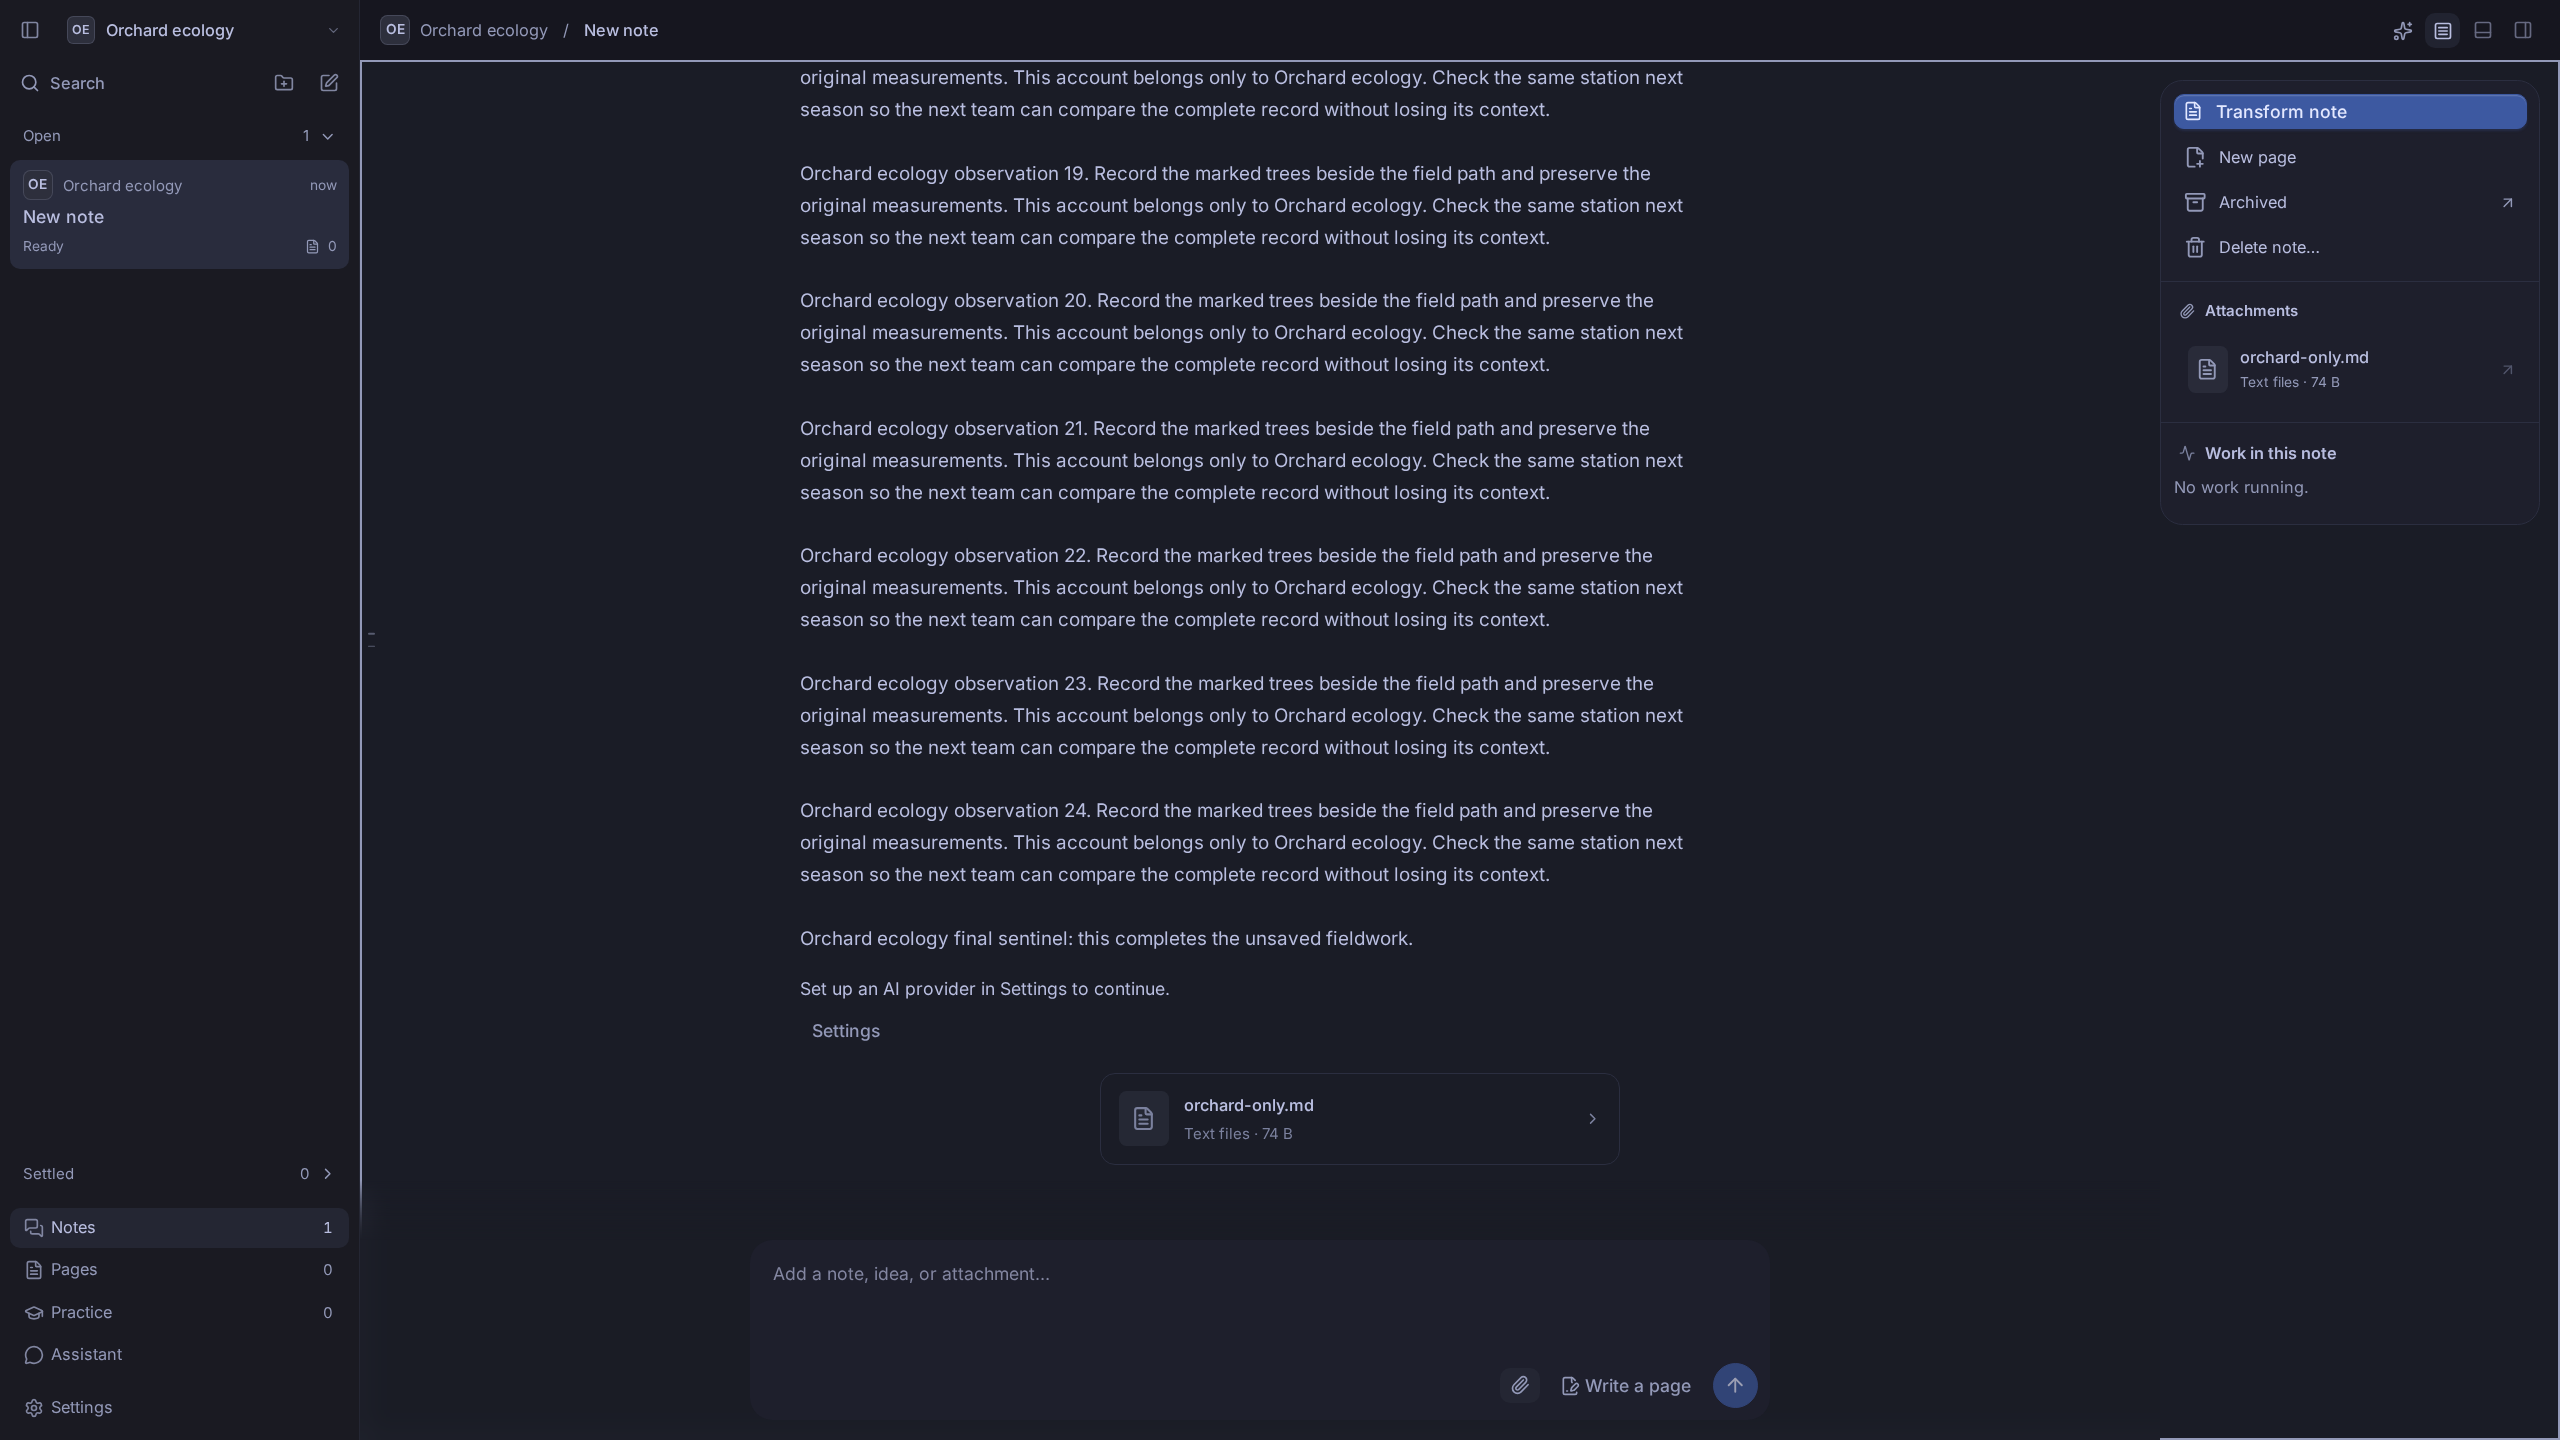 OE Orchard ecology
Search
Open 1
OE Orchard ecology now
New note
Ready 0
Settled 0
Notes 1
Pages 0
Practice 0
Assistant
Settings
OE Orchard ecology / New note
original measurements. This account belongs only to Orchard ecology. Check the same station next
season so the next team can compare the complete record without losing its context.
Orchard ecology observation 19. Record the marked trees beside the field path and preserve the
original measurements. This account belongs only to Orchard ecology. Check the same station next
season so the next team can compare the complete record without losing its context.
Orchard ecology observation 20. Record the marked trees beside the field path and preserve the
original measurements. This account belongs only to Orchard ecology. Check the same station next
season so the next team can compare the complete record without losing its context.
Orchard ecology observation 21. Record the marked trees beside the field path and preserve the
original measurements. This account belongs only to Orchard ecology. Check the same station next
season so the next team can compare the complete record without losing its context.
Orchard ecology observation 22. Record the marked trees beside the field path and preserve the
original measurements. This account belongs only to Orchard ecology. Check the same station next
season so the next team can compare the complete record without losing its context.
Orchard ecology observation 23. Record the marked trees beside the field path and preserve the
original measurements. This account belongs only to Orchard ecology. Check the same station next
season so the next team can compare the complete record without losing its context.
Orchard ecology observation 24. Record the marked trees beside the field path and preserve the
original measurements. This account belongs only to Orchard ecology. Check the same station next
season so the next team can compare the complete record without losing its context.
Orchard ecology final sentinel: this completes the unsaved fieldwork.
Set up an AI provider in Settings to continue.
Settings
orchard-only.md
Text files · 74 B
Add a note, idea, or attachment...
Write a page
Transform note
New page
Archived
Delete note...
Attachments
orchard-only.md
Text files · 74 B
Work in this note
No work running.